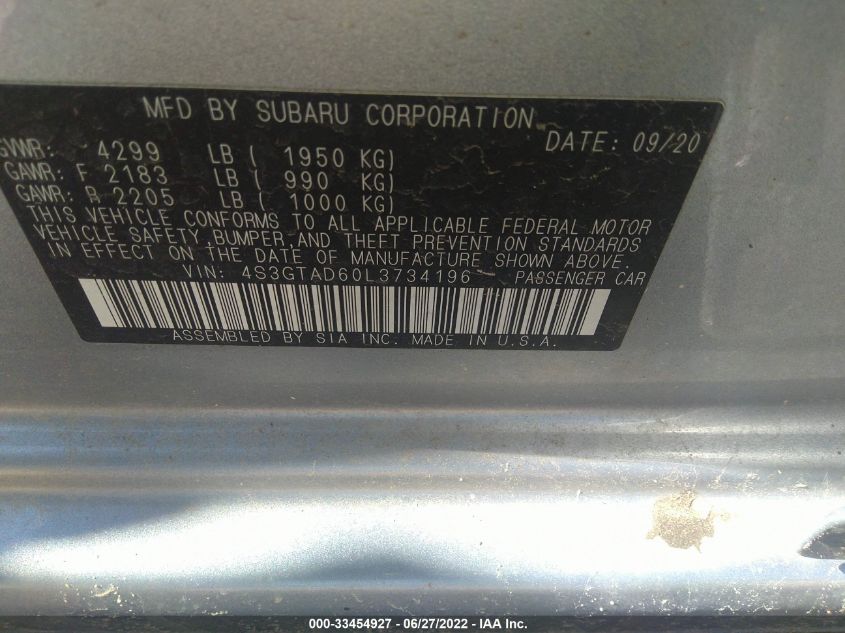 MFD BY SUBARU CORPORATION
DATE: 09/20
GVWR: 4299 LB ( 1950 KG)
GAWR: F 2183 LB ( 990 KG)
GAWR: R 2205 LB ( 1000 KG)
THIS VEHICLE CONFORMS TO ALL APPLICABLE FEDERAL MOTOR
VEHICLE SAFETY,BUMPER,AND THEFT PREVENTION STANDARDS
IN EFFECT ON THE DATE OF MANUFACTURE SHOWN ABOVE.
VIN: 4S3GTAD60L3734196 PASSENGER CAR
ASSEMBLED BY SIA INC. MADE IN U.S.A.
000-33454927 - 06/27/2022 - IAA Inc.